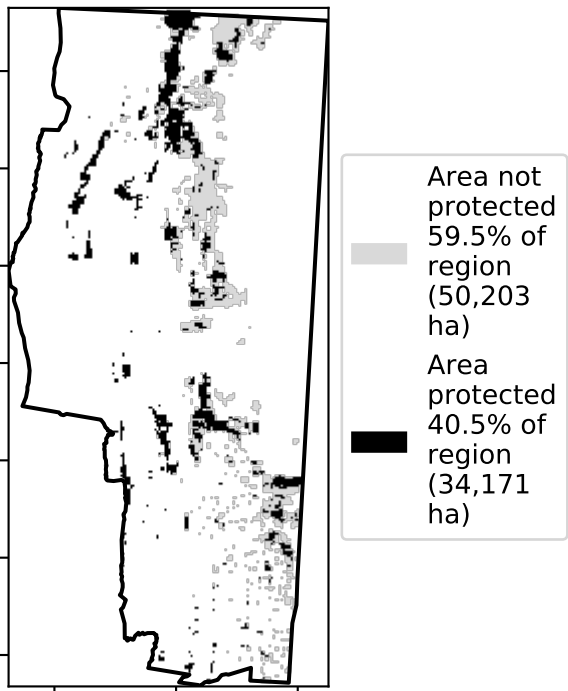 Area not
protected
59.5% of
region
(50,203
ha)
Area
protected
40.5% of
region
(34,171
ha)